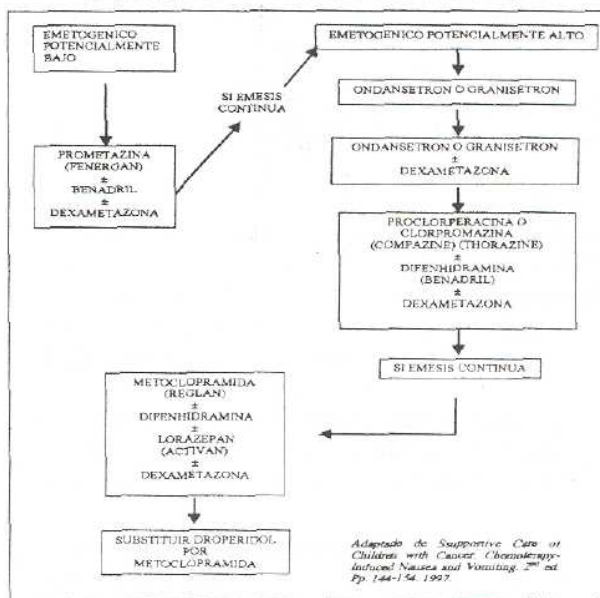 EMETOGENICO
POTENCIALMENTE
BAJO
SI EMESIS
CONTINUA
PROMETAZINA
(FENERGAN)
±
BENADRIL
±
DEXAMETAZONA
EMETOGENICO POTENCIALMENTE ALTO
ONDANSETRON O GRANISETRON
ONDANSETRON O GRANISETRON
±
DEXAMETAZONA
PROCLORPERACINA O
CLORPROMAZINA
(COMPAZINE) (THORAZINE)
±
DIFENHIDRAMINA
(BENADRIL)
±
DEXAMETAZONA
SI EMESIS CONTINUA
METOCLOPRAMIDA
(REGLAN)
±
DIFENHIDRAMINA
±
LORAZEPAN
(ACTIVAN)
±
DEXAMETAZONA
SUBSTITUIR DROPERIDOL
POR
METOCLOPRAMIDA
Adaptado de Ssupportive Care of
Children with Cancer. Chemoterapy-
Induced Nausea and Vomiting. 2nd ed
Pp. 144-154. 1997.